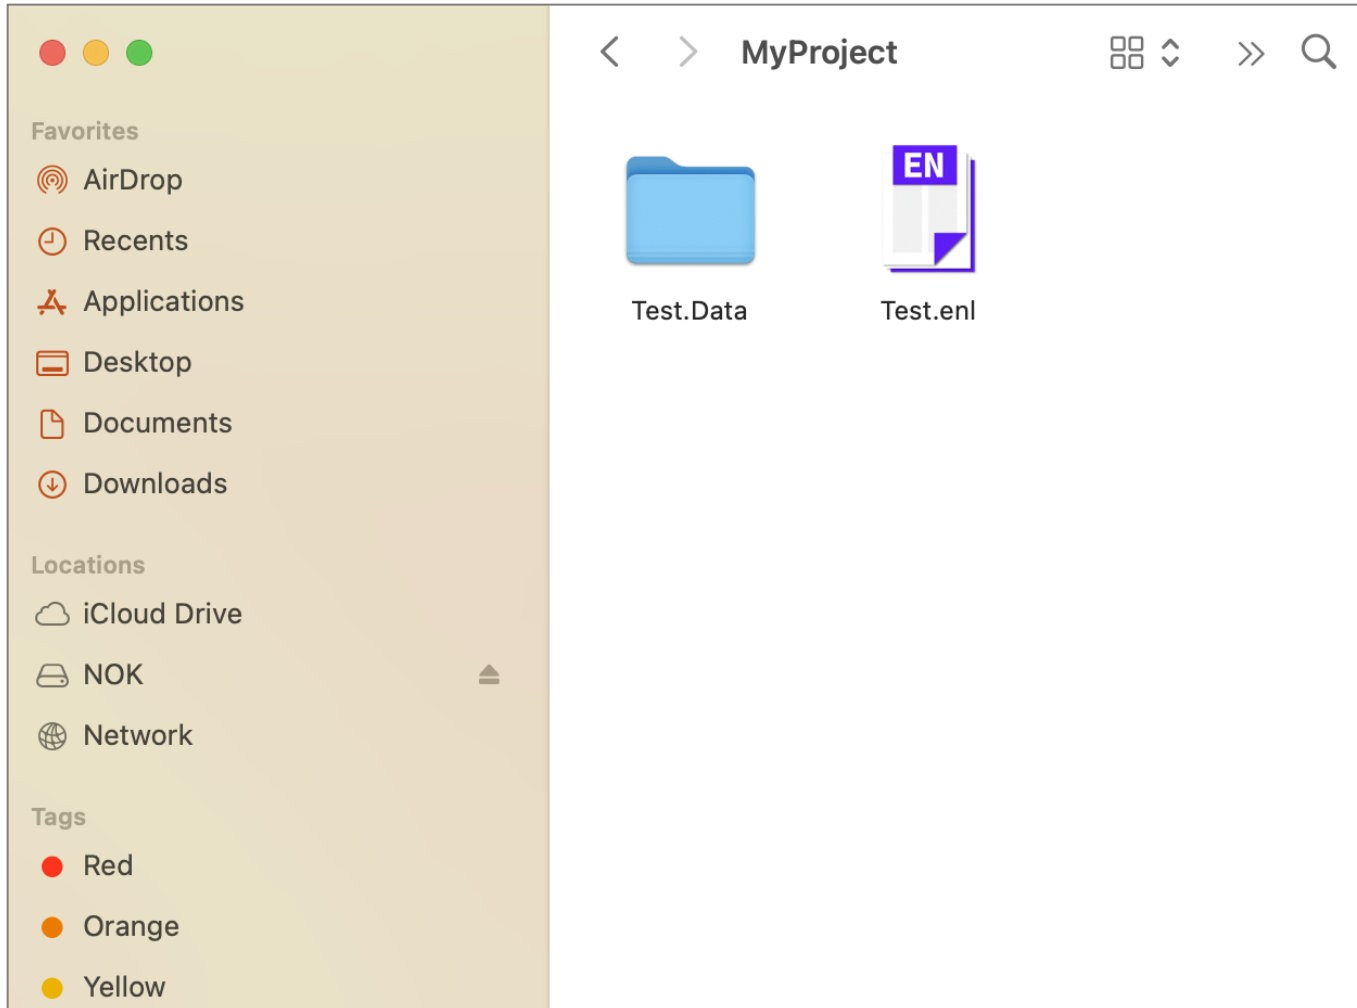 MyProject
Favorites
AirDrop
Recents
Applications
Desktop
Documents
Downloads
Locations
iCloud Drive
NOK
Network
Tags
Red
Orange
Yellow
EN
Test.Data
Test.enl